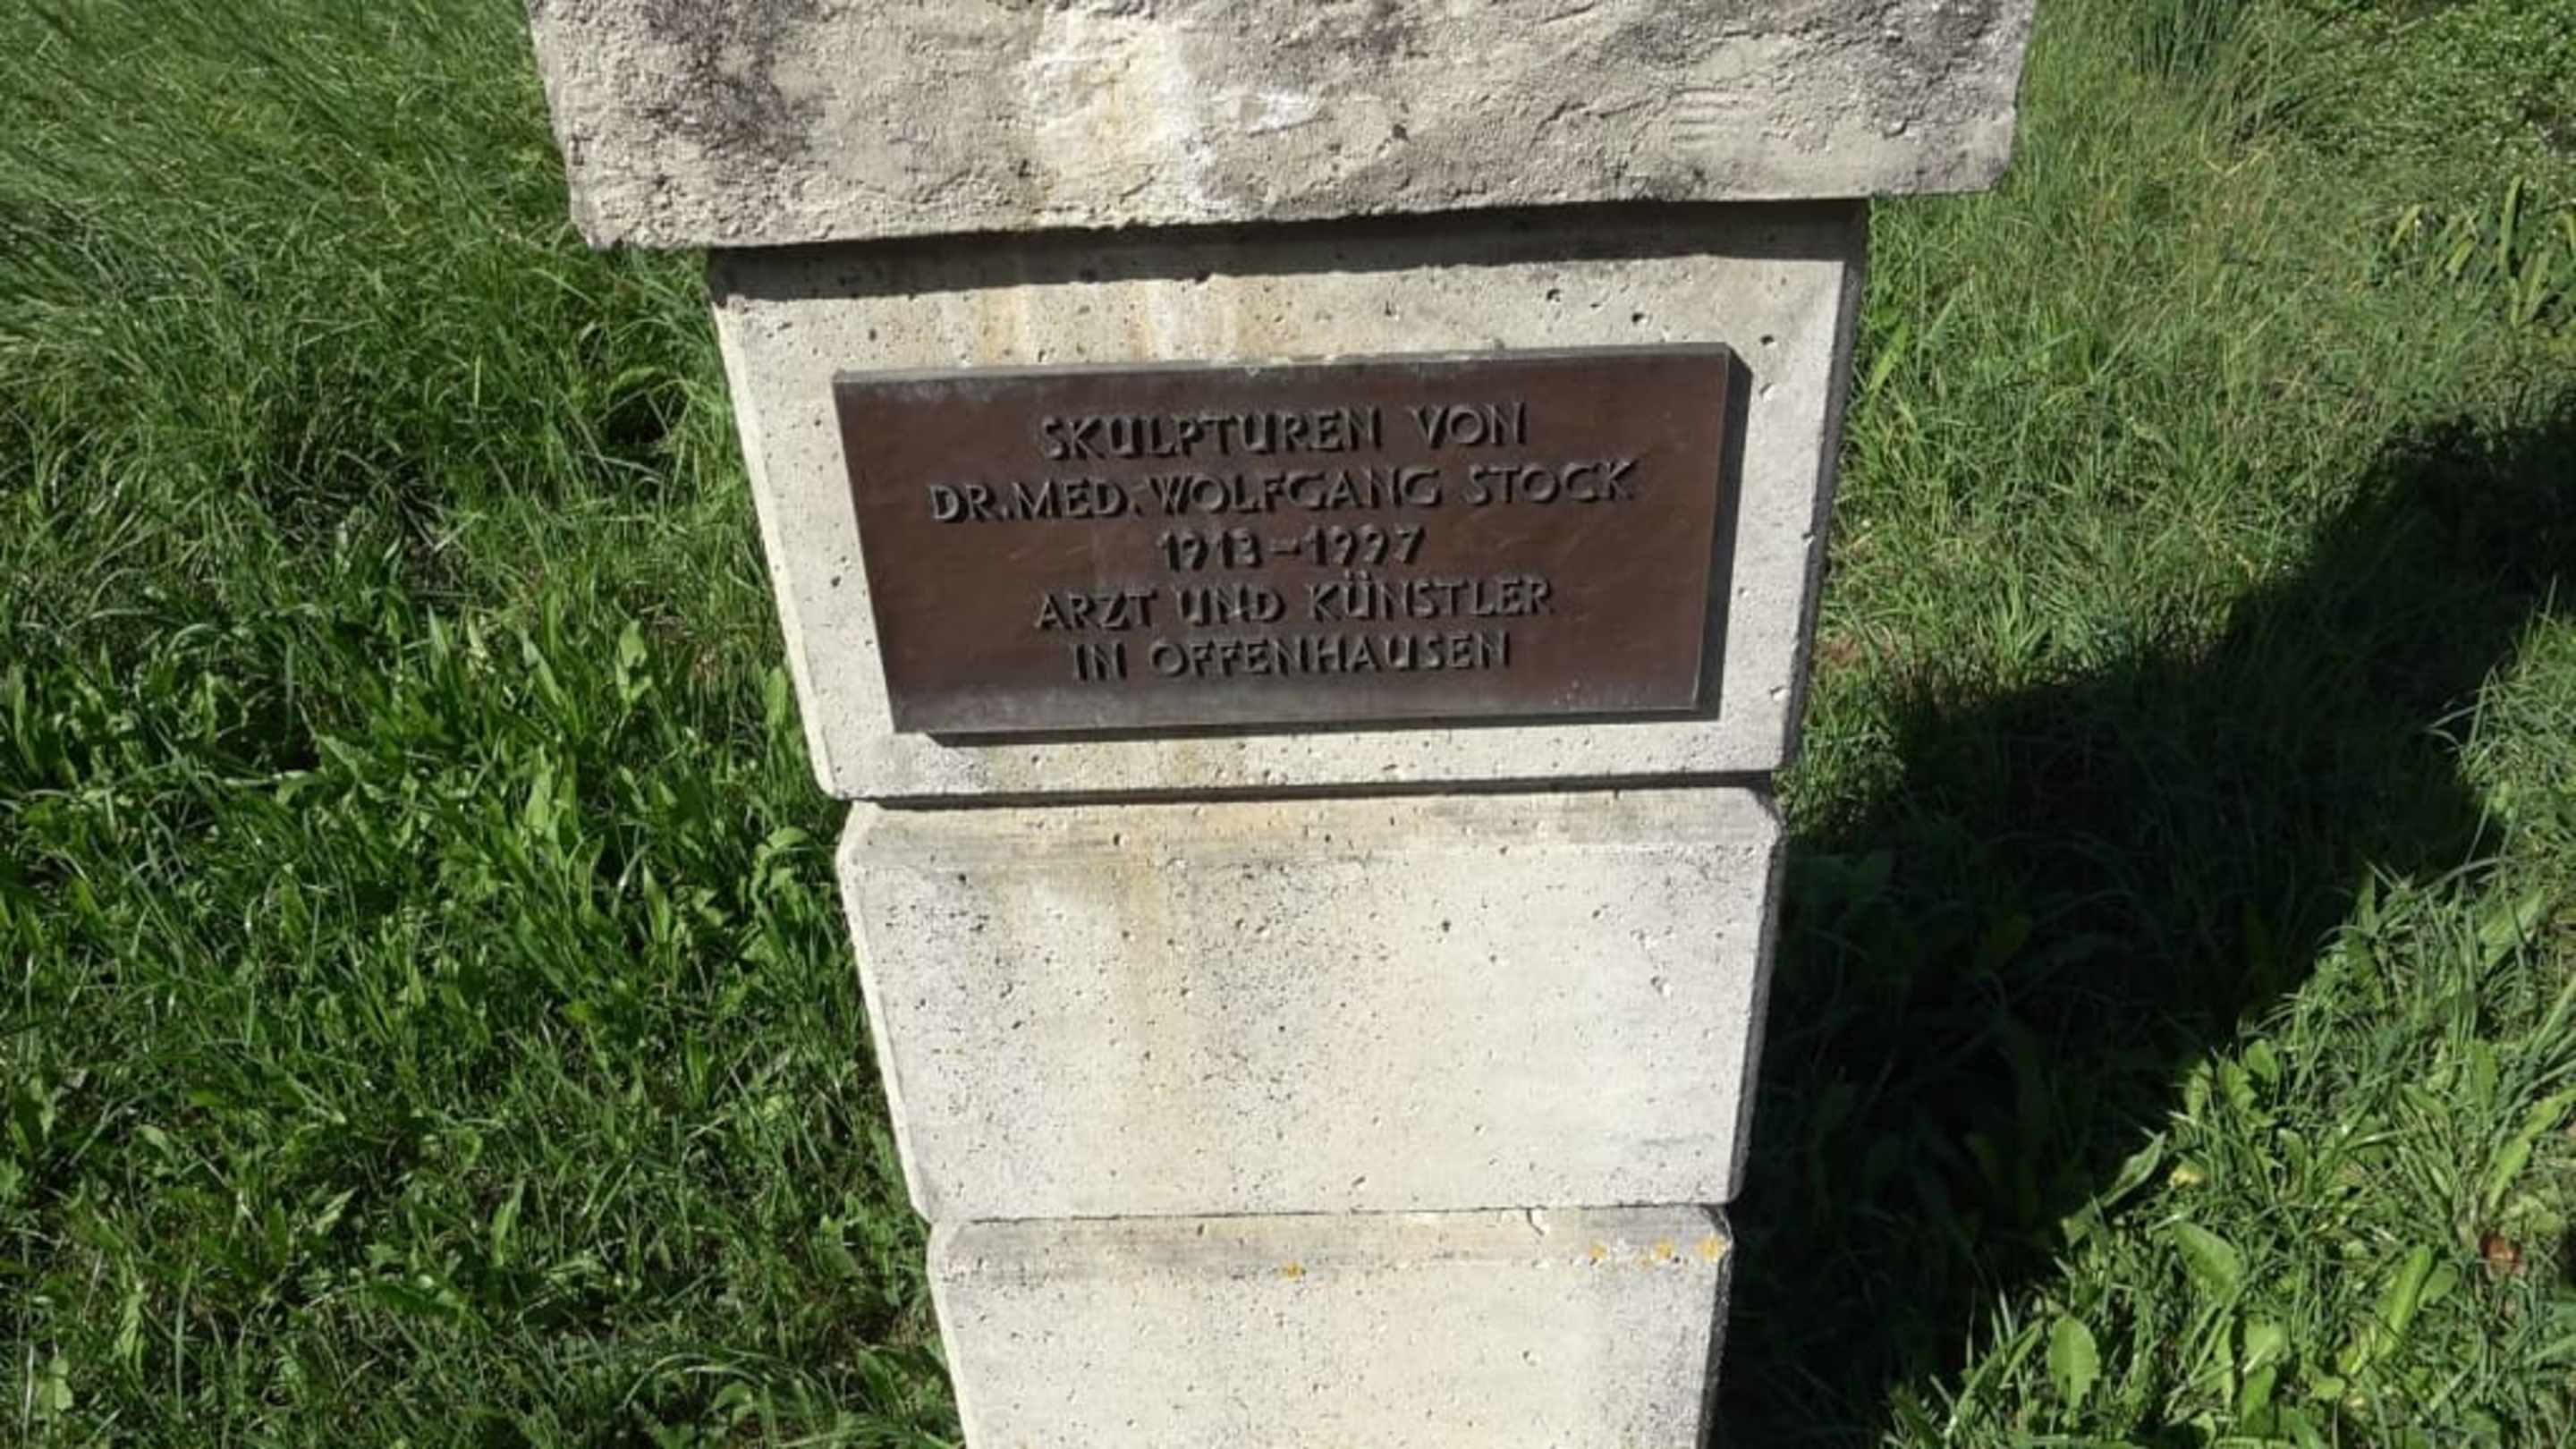 SKULPTUREN VON
DR.MED.WOLFGANG STOCK
1913-1997
ARZT UND KÜNSTLER
IN OFFENHAUSEN